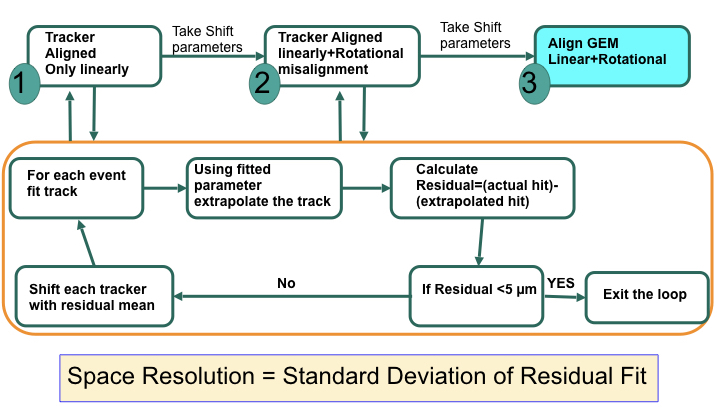 Tracker
Aligned
Only linearly
1
Take Shift
parameters
Tracker Aligned
linearly+Rotational
misalignment
2
Take Shift
parameters
Align GEM
Linear+Rotational
3
For each event
fit track
Using fitted
parameter
extrapolate the track
Calculate
Residual=(actual hit)-
(extrapolated hit)
Shift each tracker
with residual mean
No
If Residual <5 μm
YES
Exit the loop
Space Resolution = Standard Deviation of Residual Fit